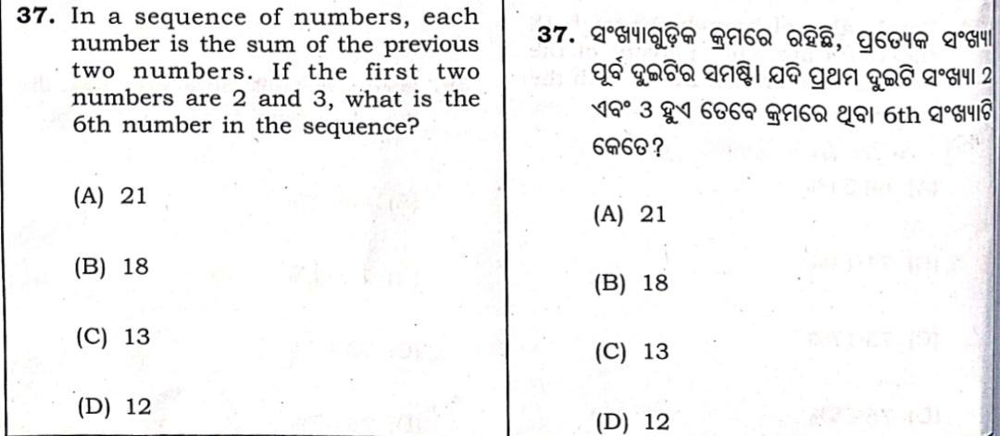 37. In a sequence of numbers, each
number is the sum of the previous
two numbers. If the first two
numbers are 2 and 3, what is the
6th number in the sequence?
(A) 21
(B) 18
(C) 13
(D) 12
37. ସଂଖ୍ୟାଗୁଡ଼ିକ କ୍ରମରେ ରହିଛି, ପ୍ରତ୍ୟେକ ସଂଖ୍ୟା
ପୂର୍ବ ଦୁଇଟିର ସମଷ୍ଟି। ଯଦି ପ୍ରଥମ ଦୁଇଟି ସଂଖ୍ୟା 2
ଏବଂ 3 ହୁଏ ତେବେ କ୍ରମରେ ଥିବା 6th ସଂଖ୍ୟାଟି
କେତେ?
(A) 21
(B) 18
(C) 13
(D) 12